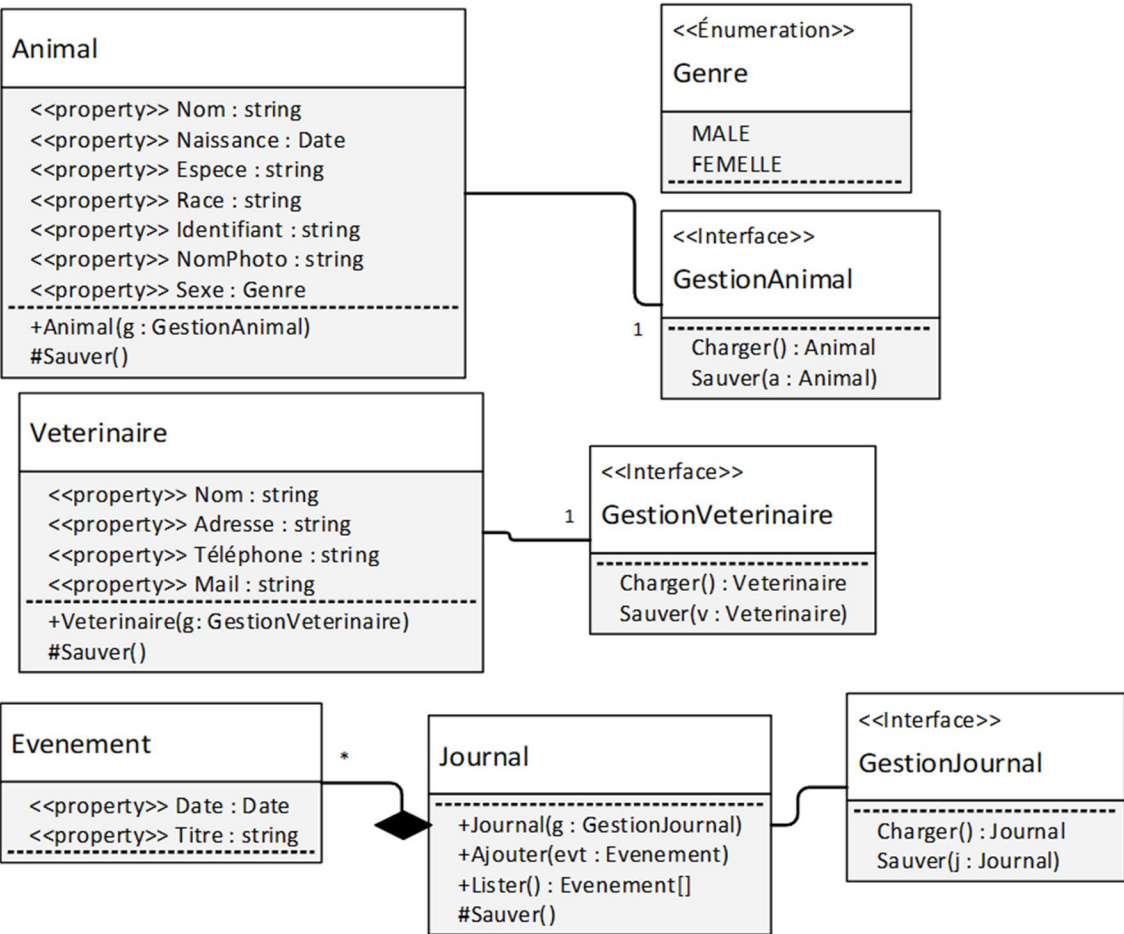 Animal
<<property>> Nom : string
<<property>> Naissance : Date
<<property>> Espece : string
<<property>> Race : string
<<property>> Identifiant : string
<<property>> NomPhoto : string
<<property>> Sexe : Genre
+Animal(g : GestionAnimal)
#Sauver()
<<Énumeration>>
Genre
MALE
FEMELLE
<<Interface>>
GestionAnimal
1
Charger() : Animal
Sauver(a : Animal)
Veterinaire
<<property>> Nom : string
<<property>> Adresse : string
<<property>> Téléphone : string
<<property>> Mail : string
+Veterinaire(g: GestionVeterinaire)
#Sauver()
1
<<Interface>>
GestionVeterinaire
Charger() : Veterinaire
Sauver(v : Veterinaire)
Evenement
<<property>> Date : Date
<<property>> Titre : string
*
Journal
+Journal(g : GestionJournal)
+Ajouter(evt : Evenement)
+Lister() : Evenement[]
#Sauver()
<<Interface>>
GestionJournal
Charger() : Journal
Sauver(j : Journal)